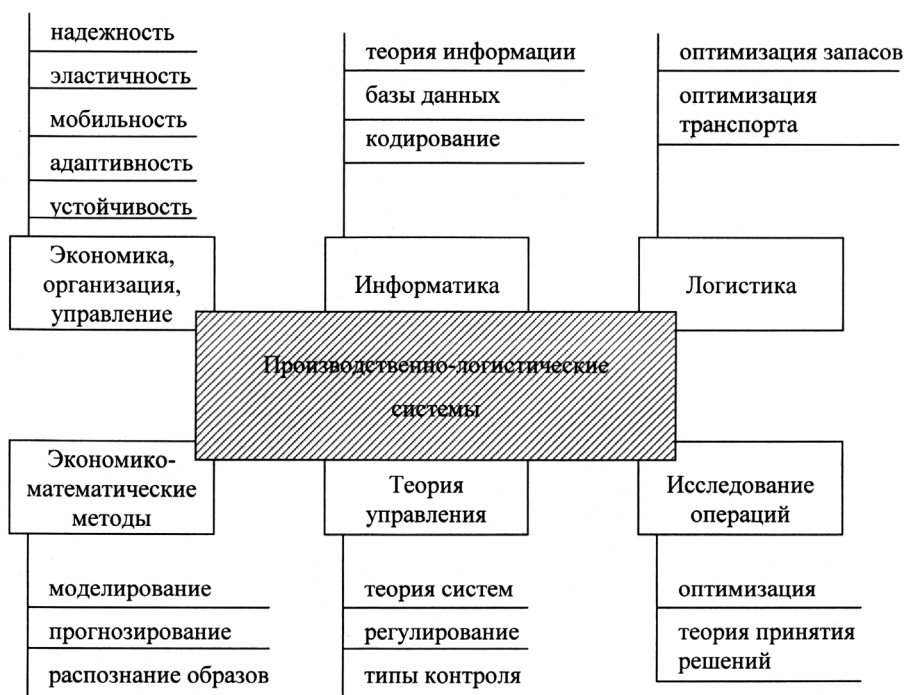 надежность
эластичность
мобильность
адаптивность
устойчивость
Экономика,
организация,
управление
теория информации
базы данных
кодирование
Информатика
оптимизация запасов
оптимизация
транспорта
Логистика
Производственно-логистические
системы
Экономико-
математические
методы
моделирование
прогнозирование
распознание образов
Теория
управления
теория систем
регулирование
типы контроля
Исследование
операций
оптимизация
теория принятия
решений